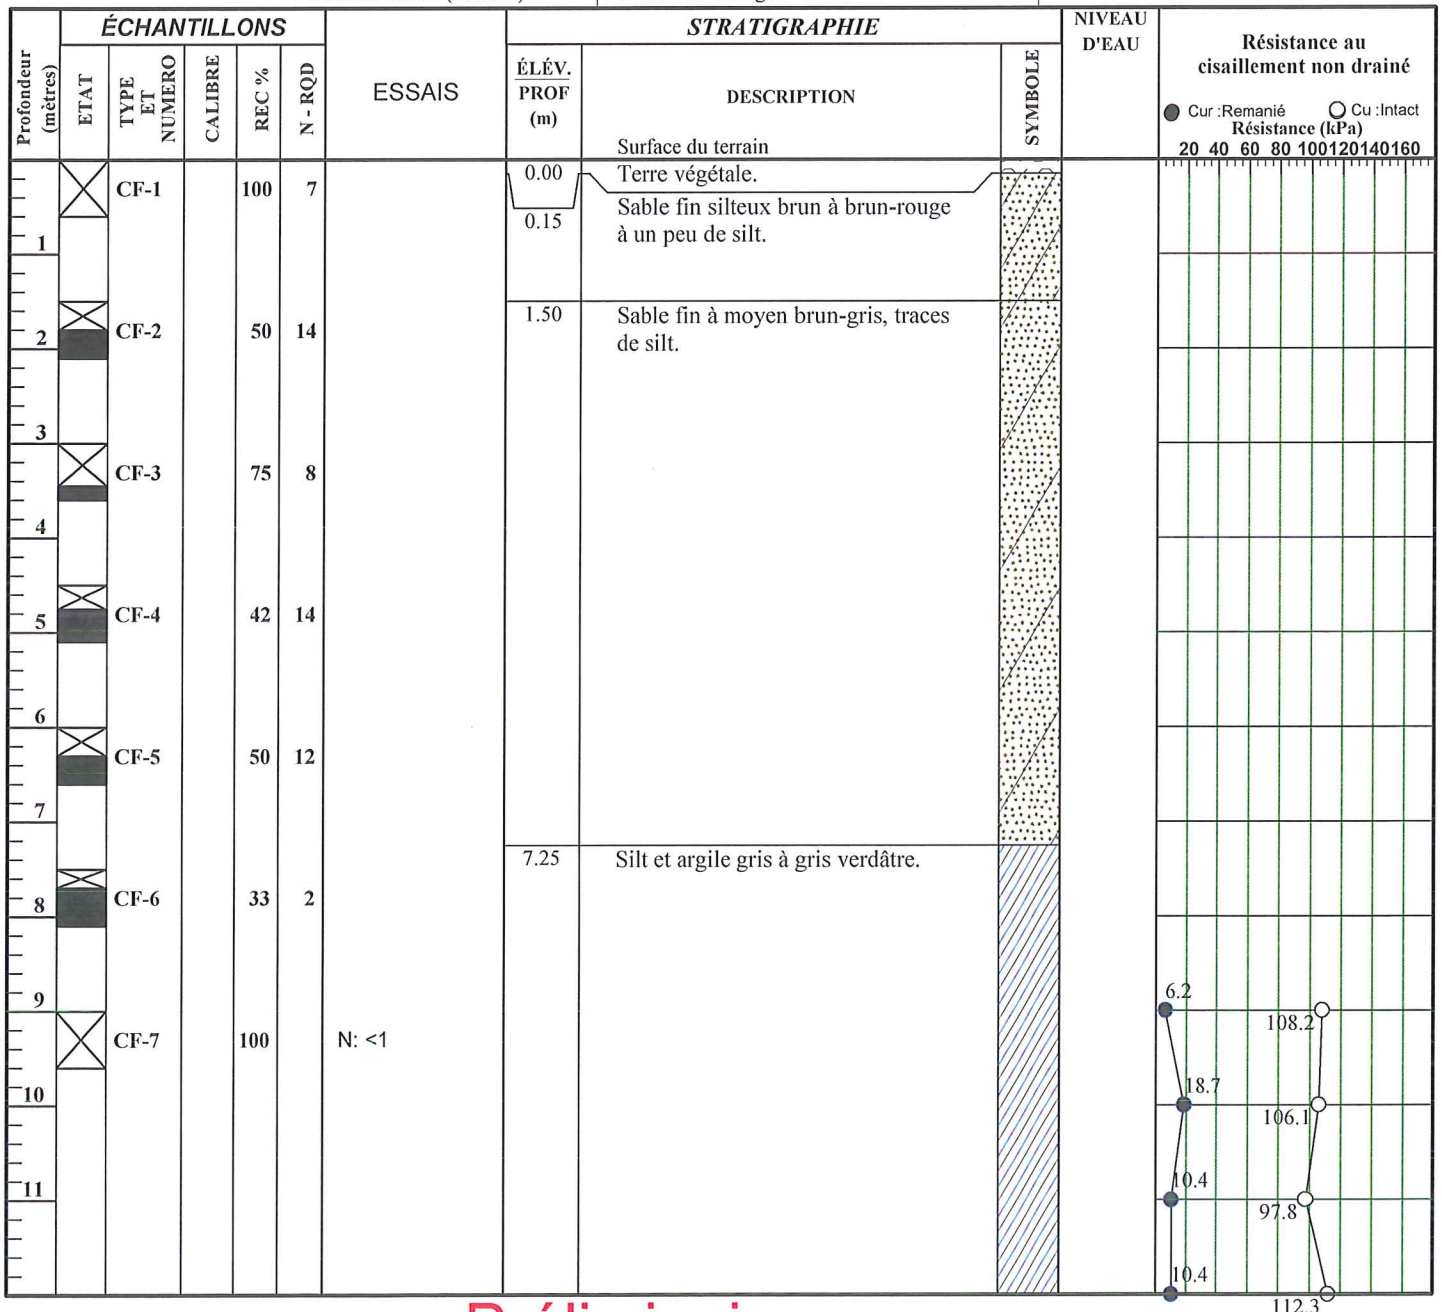 ÉCHANTILLONS
STRATIGRAPHIE
NIVEAU
D'EAU
Résistance au
cisaillement non drainé
Profondeur
(mètres)
ETAT
TYPE
ET
NUMERO
CALIBRE
REC %
N - RQD
ESSAIS
ÉLÉV.
PROF
(m)
DESCRIPTION
SYMBOLE
Cur :Remanié Cu :Intact
Résistance (kPa)
20 40 60 80 100 120 140 160
Surface du terrain
0.00 Terre végétale.
CF-1 100 7
0.15 Sable fin silteux brun à brun-rouge
à un peu de silt.
1
1.50 Sable fin à moyen brun-gris, traces
de silt.
2 CF-2 50 14
3
CF-3 75 8
4
5 CF-4 42 14
6
CF-5 50 12
7
7.25 Silt et argile gris à gris verdâtre.
8 CF-6 33 2
9
6.2
108.2
CF-7 100 N: <1
10
18.7
106.1
11
10.4
97.8
10.4
112.3